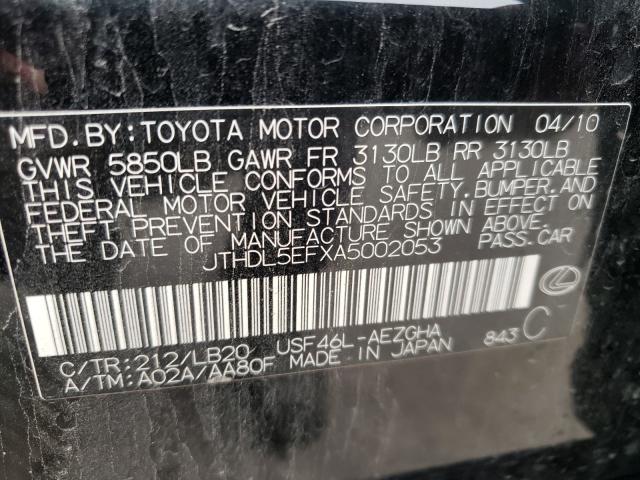 MFD.BY:TOYOTA MOTOR CORPORATION 04/10
GVWR 5850LB GAWR FR 3130LB RR 3130LB
THIS VEHICLE CONFORMS TO ALL APPLICABLE
FEDERAL MOTOR VEHICLE SAFETY,BUMPER,AND
THEFT PREVENTION STANDARDS IN EFFECT ON
THE DATE OF MANUFACTURE SHOWN ABOVE.
JTHDL5EFXA5002053 PASS.CAR
C/TR:212/LB20 USF46L-AEZGHA
A/TM:A02A/AA80F MADE IN JAPAN 843 C